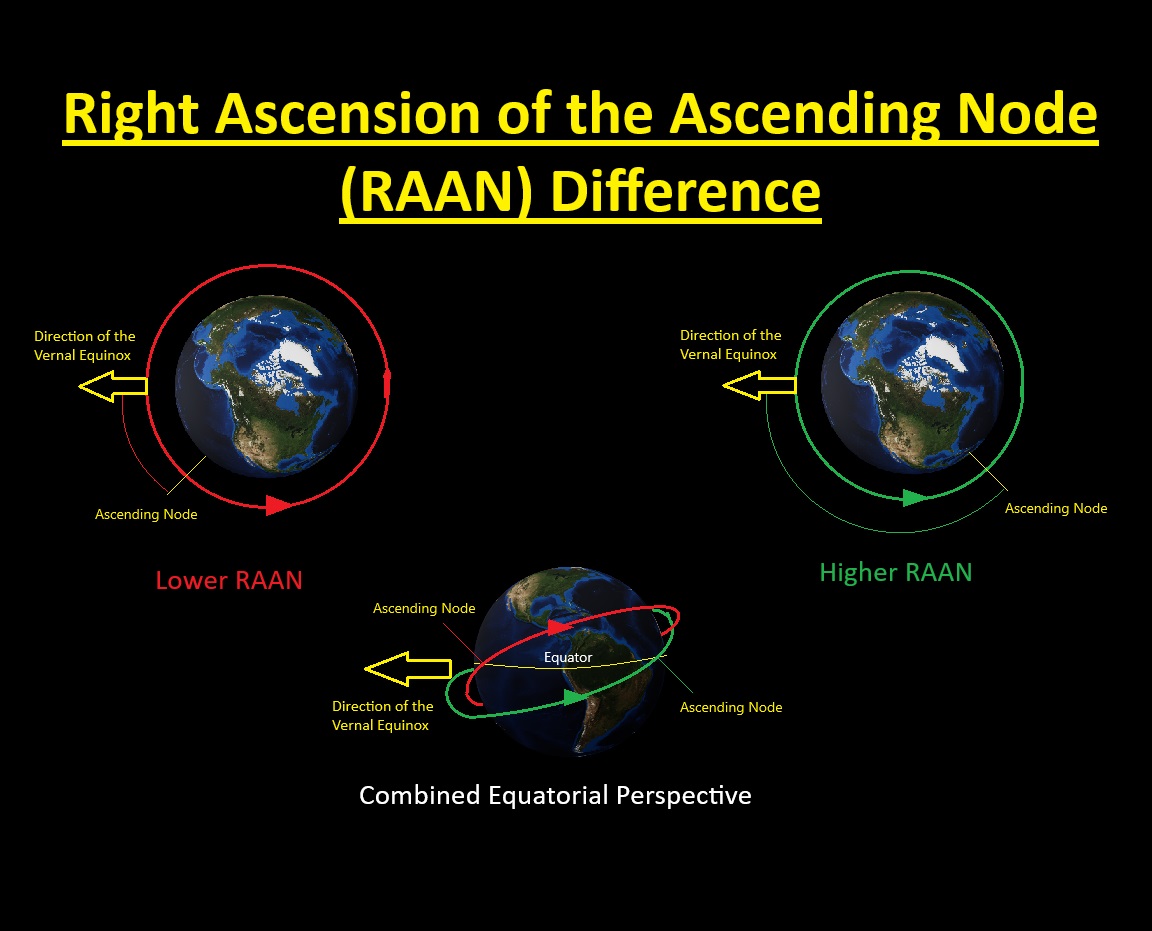 Right Ascension of the Ascending Node
(RAAN) Difference
Direction of the
Vernal Equinox
Ascending Node
Lower RAAN
Direction of the
Vernal Equinox
Ascending Node
Higher RAAN
Ascending Node
Equator
Direction of the
Vernal Equinox
Ascending Node
Combined Equatorial Perspective